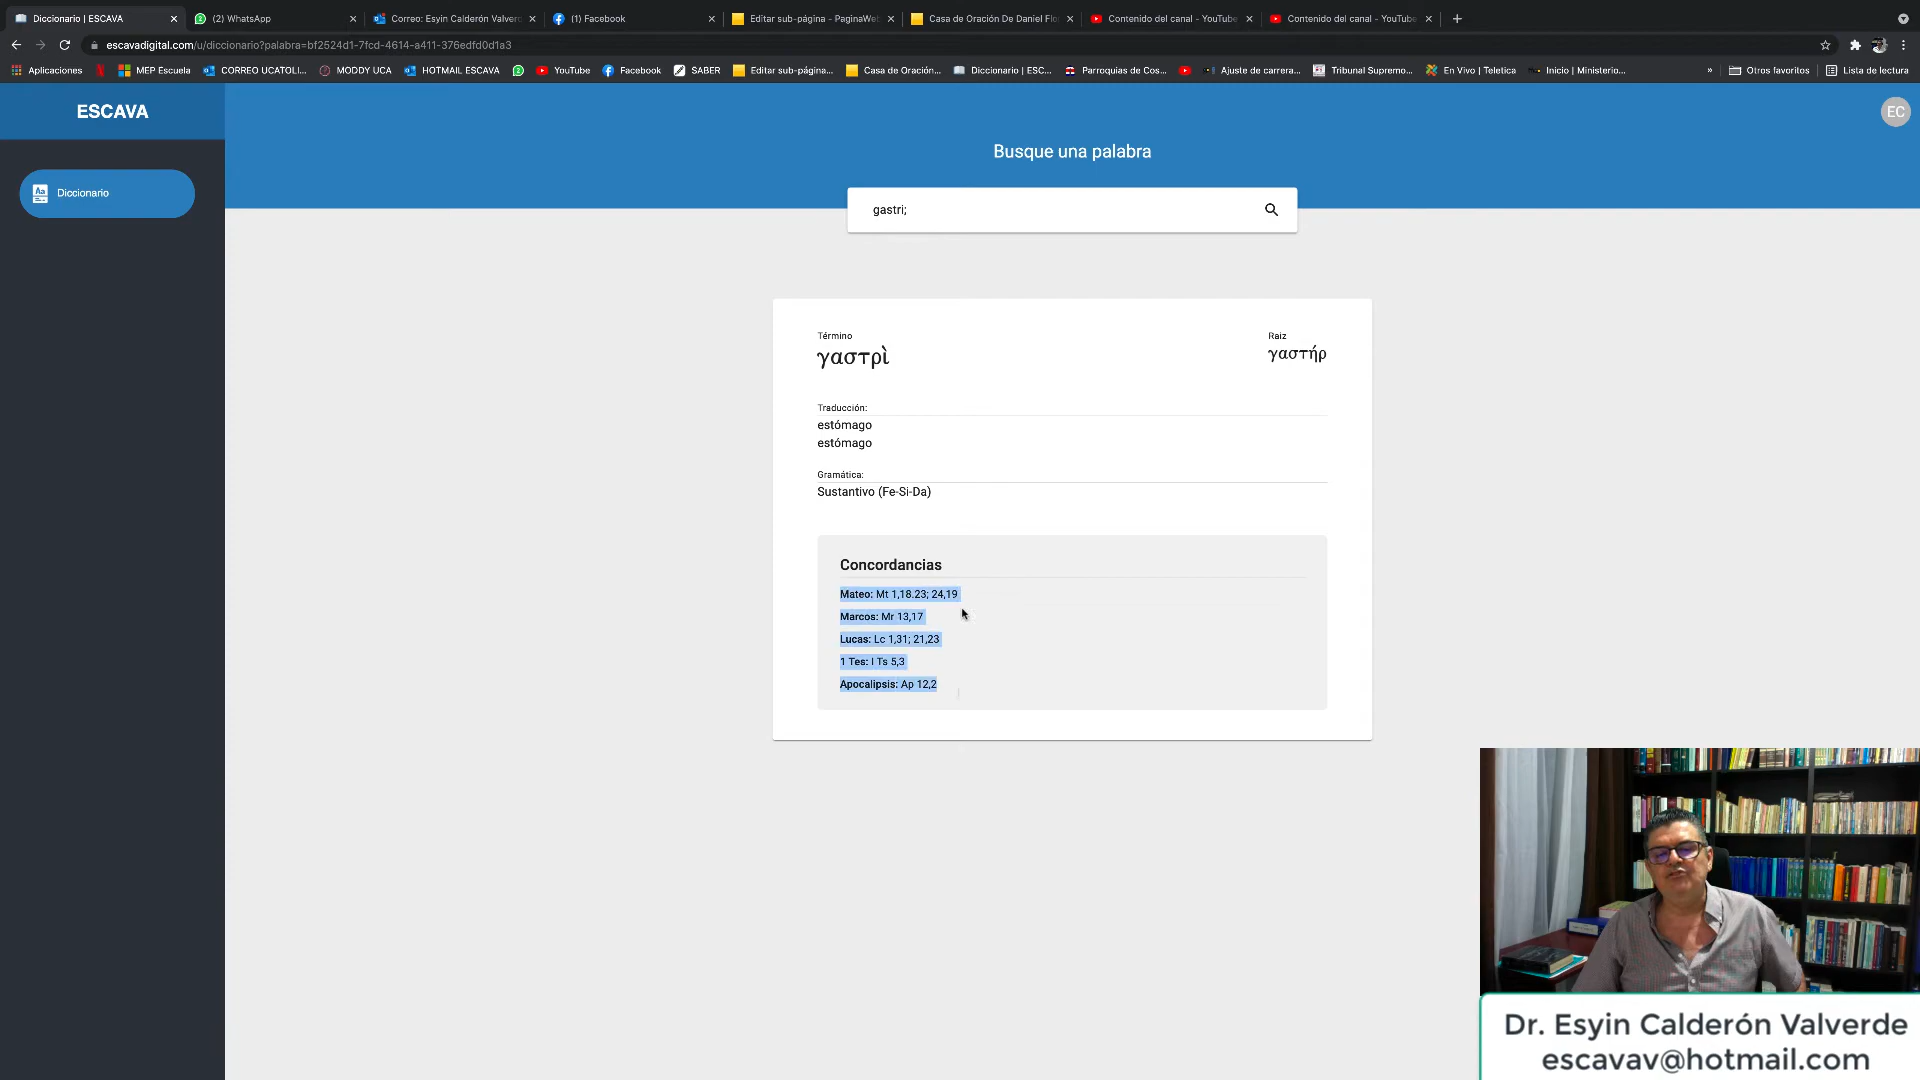 Diccionario | ESCAVA
(2) WhatsApp
Correo: Esyin Calderón Valverd
(1) Facebook
Editar sub-página - PaginaWeb
Casa de Oración De Daniel Flo
Contenido del canal - YouTube
Contenido del canal - YouTube
escavadigital.com/u/diccionario?palabra=bf2524d1-7fcd-4614-a411-376edfd0d1a3
Aplicaciones
MEP Escuela
CORREO UCATOLI...
MODDY UCA
HOTMAIL ESCAVA
YouTube
Facebook
SABER
Editar sub-página...
Casa de Oración...
Diccionario | ESC...
Parroquias de Cos...
Ajuste de carrera...
Tribunal Supremo...
En Vivo | Teletica
Inicio | Ministerio...
»
Otros favoritos
Lista de lectura
ESCAVA
EC
Busque una palabra
Diccionario
gastri;
Término
Raiz
γαστρὶ
γαστήρ
Traducción:
estómago
estómago
Gramática:
Sustantivo (Fe-Si-Da)
Concordancias
Mateo: Mt 1,18.23; 24,19
Marcos: Mr 13,17
Lucas: Lc 1,31; 21,23
1 Tes: I Ts 5,3
Apocalipsis: Ap 12,2
Dr. Esyin Calderón Valverde
escavav@hotmail.com